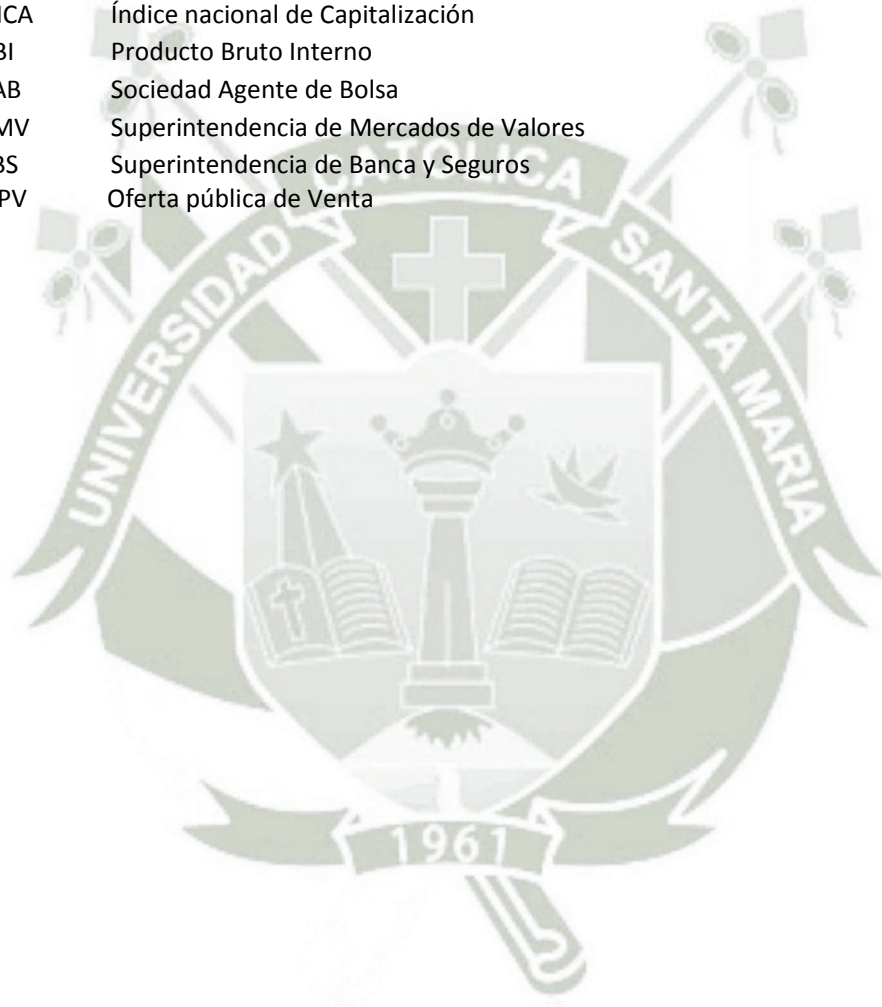 ICA Índice nacional de Capitalización
BI Producto Bruto Interno
AB Sociedad Agente de Bolsa
MV Superintendencia de Mercados de Valores
BS Superintendencia de Banca y Seguros
PV Oferta pública de Venta
UNIVERSIDAD CATOLICA SANTA MARIA
1961